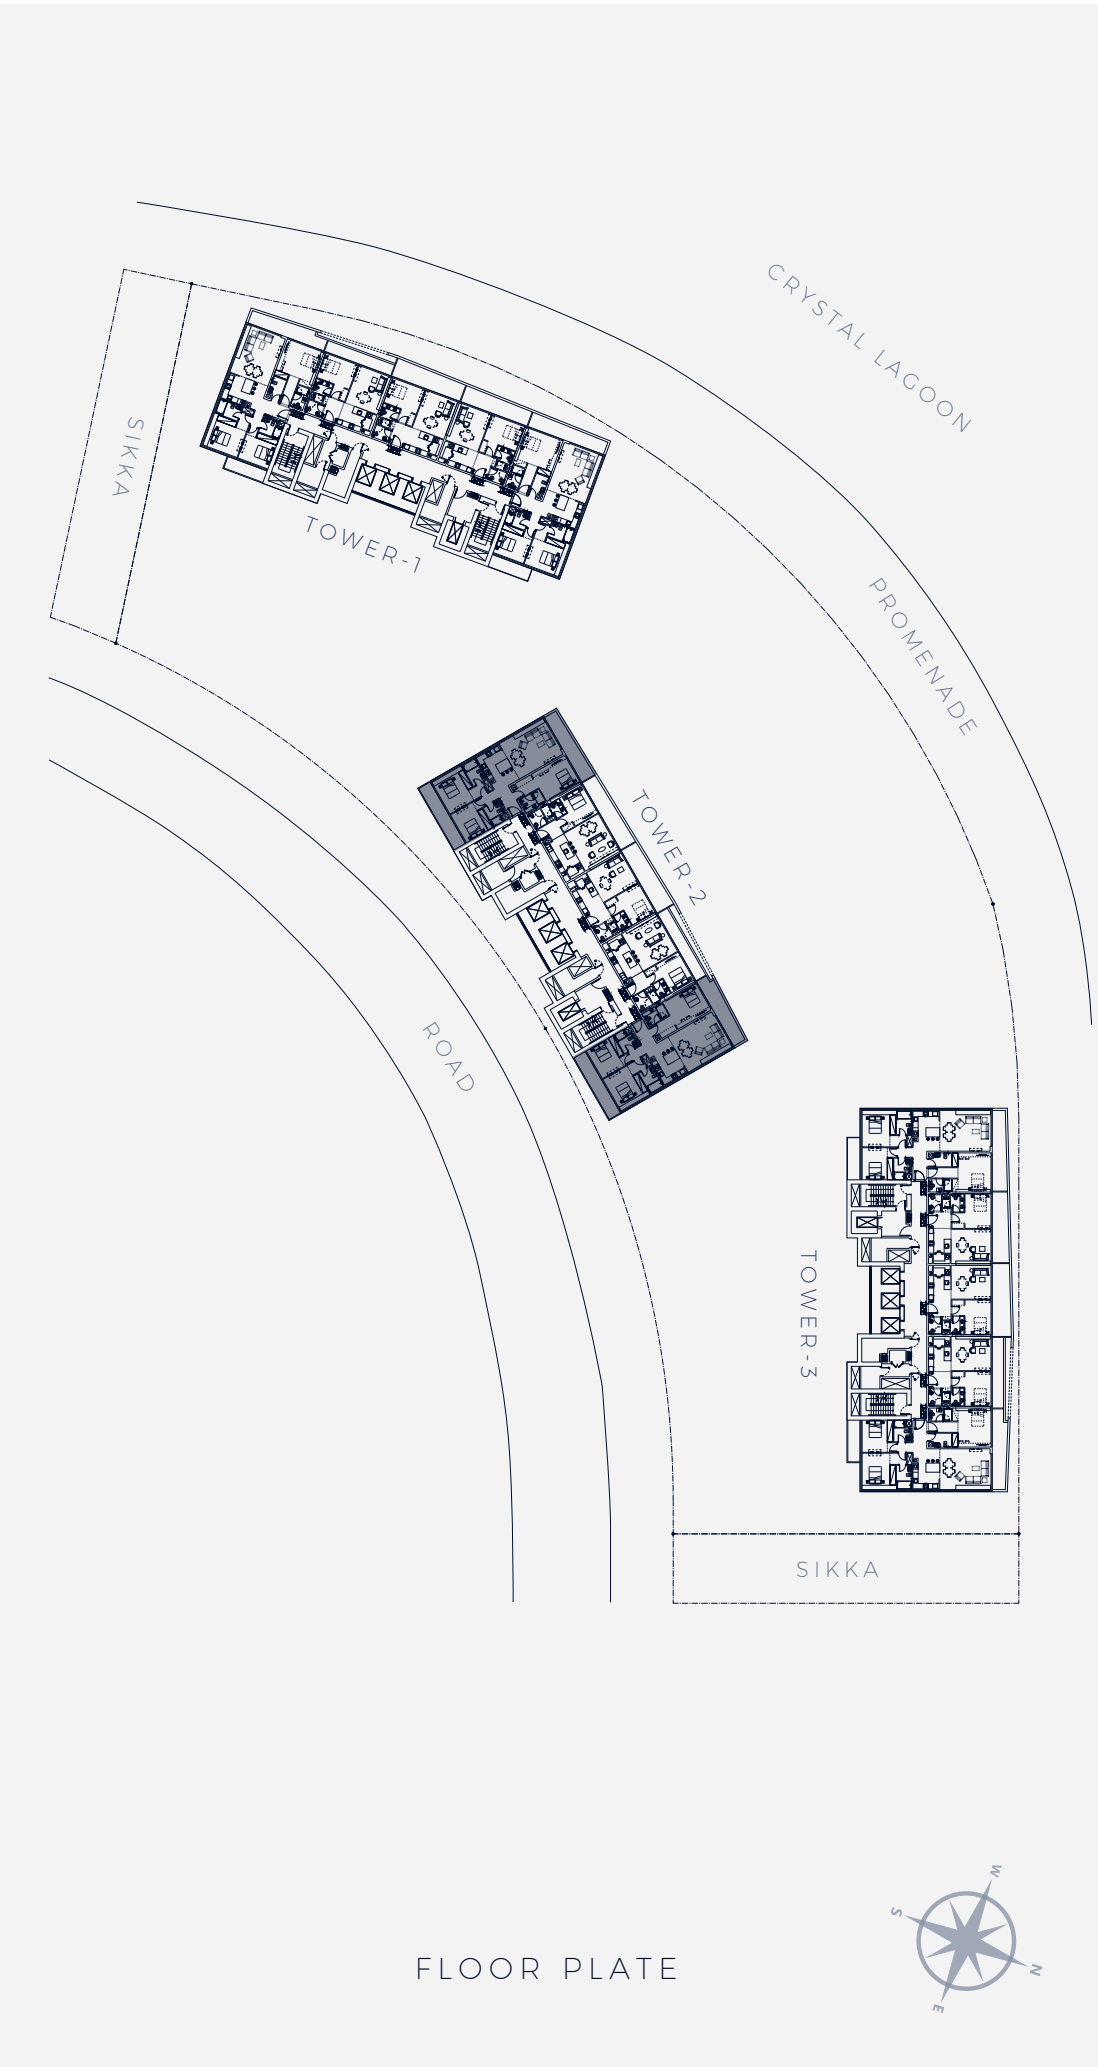 CRYSTAL LAGOON
SIKKA
TOWER-1
PROMENADE
TOWER-2
ROAD
TOWER-3
SIKKA
W
S
N
E
FLOOR PLATE